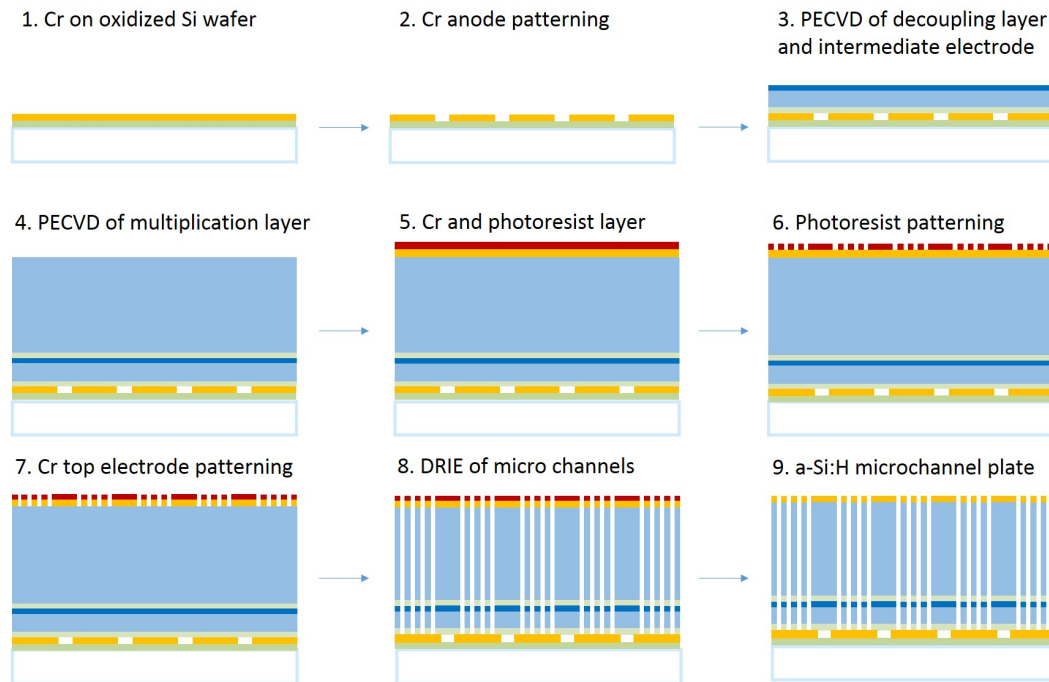 1. Cr on oxidized Si wafer
2. Cr anode patterning
3. PECVD of decoupling layer
and intermediate electrode
4. PECVD of multiplication layer
5. Cr and photoresist layer
6. Photoresist patterning
7. Cr top electrode patterning
8. DRIE of micro channels
9. a-Si:H microchannel plate